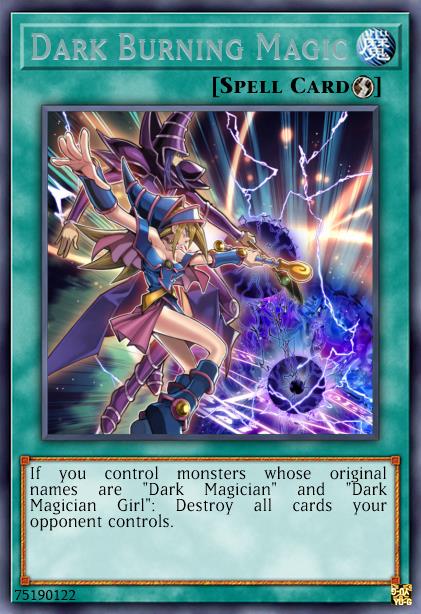 DARK BURNING MAGIC
魔
[SPELL CARD]
If you control monsters whose original
names are "Dark Magician" and "Dark
Magician Girl": Destroy all cards your
opponent controls.
75190122